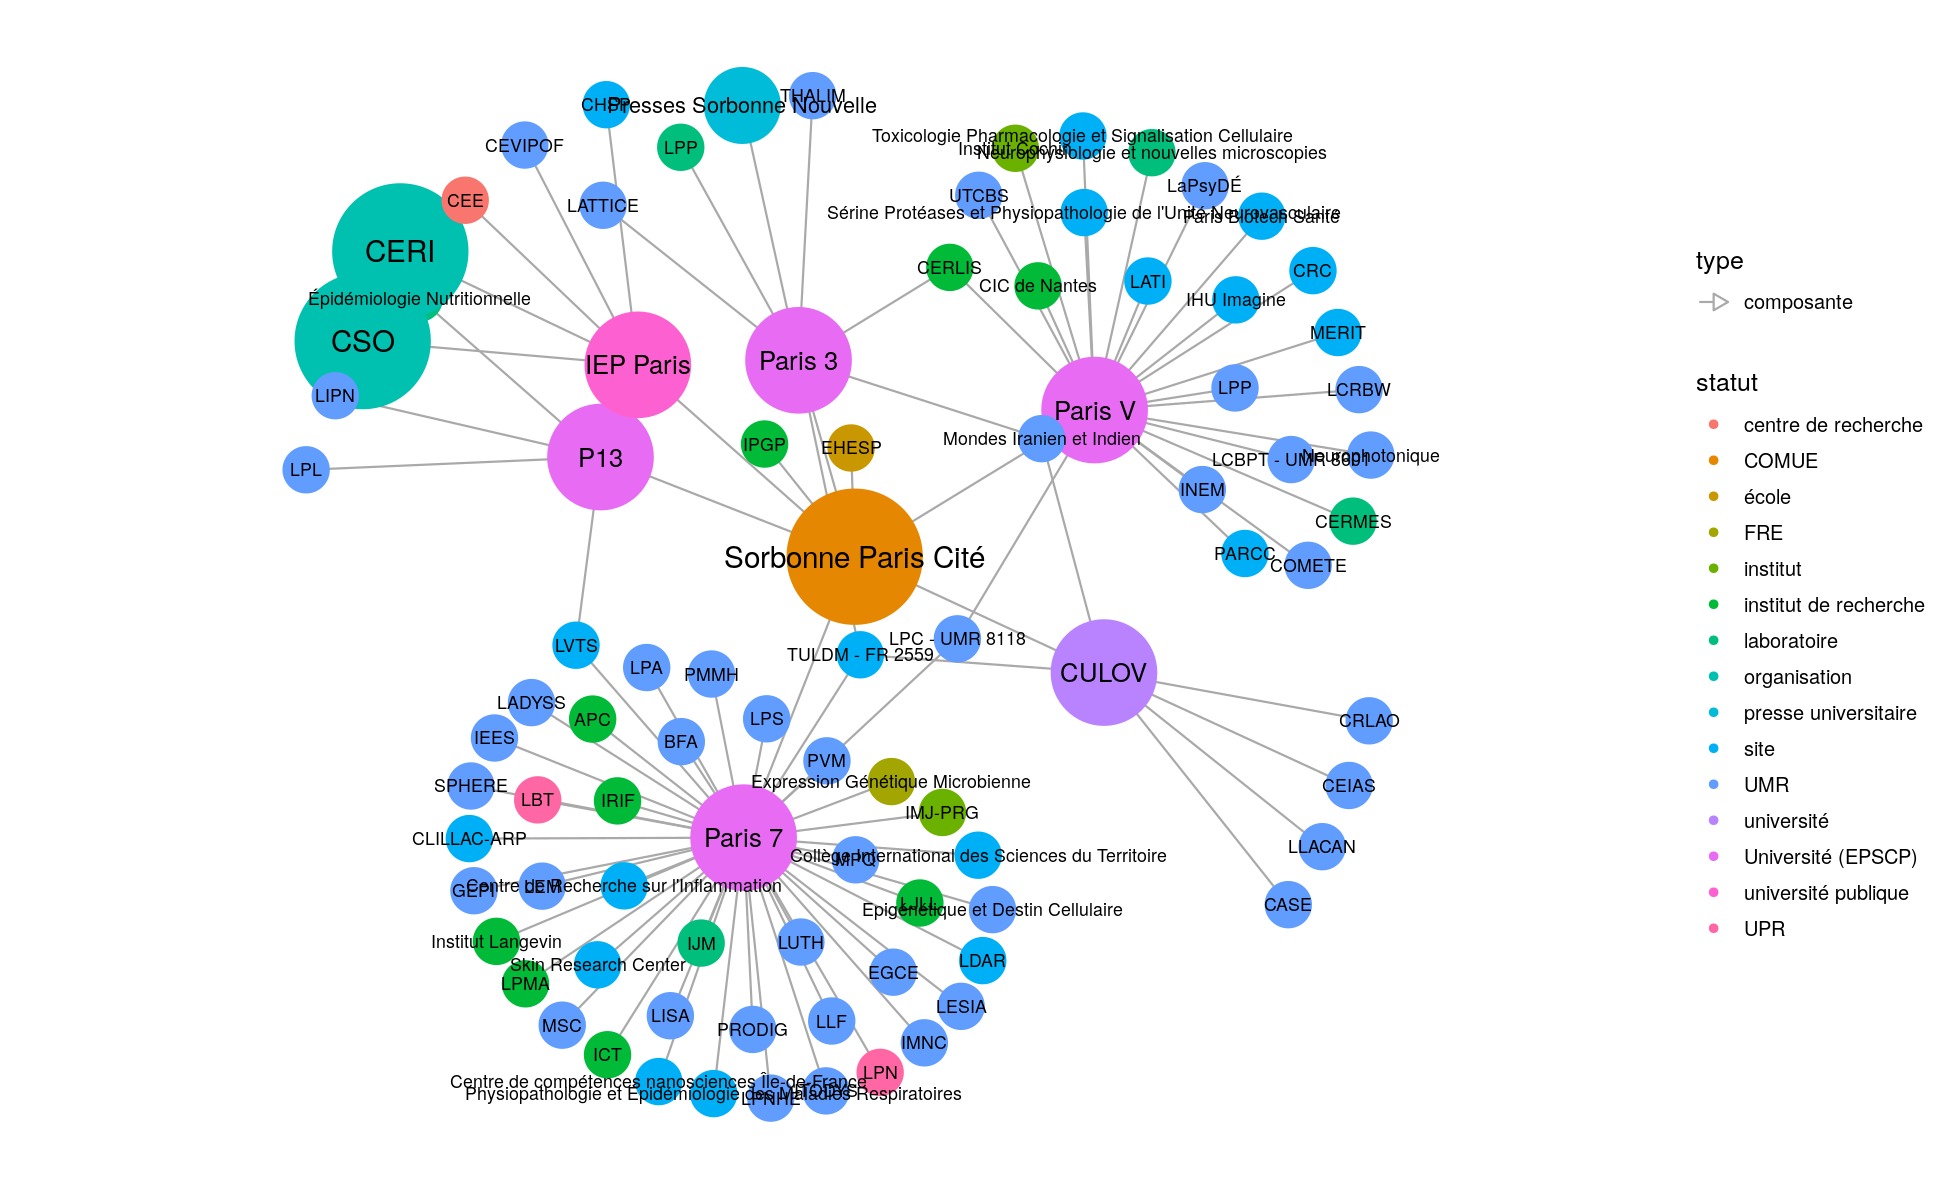 CHSP
Presses Sorbonne Nouvelle
THALIM
CEVIPOF
LPP
Toxicologie Pharmacologie et Signalisation Cellulaire
Institut Cochin
Neurophysiologie et nouvelles microscopies
CEE
LATTICE
UTCBS
LaPsyDÉ
Sérine Protéases et Physiopathologie de l'Unité Neurovasculaire
Paris Biotech Santé
CERI
CERLIS
CIC de Nantes
LATI
CRC
IHU Imagine
Épidémiologie Nutritionnelle
CSO
MERIT
IEP Paris
Paris 3
LPP
LCRBW
LIPN
Paris V
Mondes Iranien et Indien
IPGP
EHESP
P13
LPL
LCBPT - UMR 8601
Neurophotonique
INEM
CERMES
Sorbonne Paris Cité
PARCC
COMETE
LVTS
LPC - UMR 8118
TULDM - FR 2559
LPA
PMMH
CULOV
LADYSS
APC
LPS
CRLAO
IEES
BFA
PVM
Expression Génétique Microbienne
SPHERE
LBT
IRIF
IMJ-PRG
CEIAS
CLILLAC-ARP
Paris 7
MPQ
Collège International des Sciences du Territoire
LLACAN
GEPI
LEM
Centre de Recherche sur l'Inflammation
LJLL
Epigénétique et Destin Cellulaire
CASE
Institut Langevin
IJM
LUTH
Skin Research Center
LPMA
EGCE
LDAR
MSC
LISA
PRODIG
LLF
LESIA
ICT
IMNC
LPN
Centre de compétences nanosciences Île-de-France
Physiopathologie et Epidémiologie des Maladies Respiratoires
LPNHE
ITODYS
type
composante
statut
centre de recherche
COMUE
école
FRE
institut
institut de recherche
laboratoire
organisation
presse universitaire
site
UMR
université
Université (EPSCP)
université publique
UPR